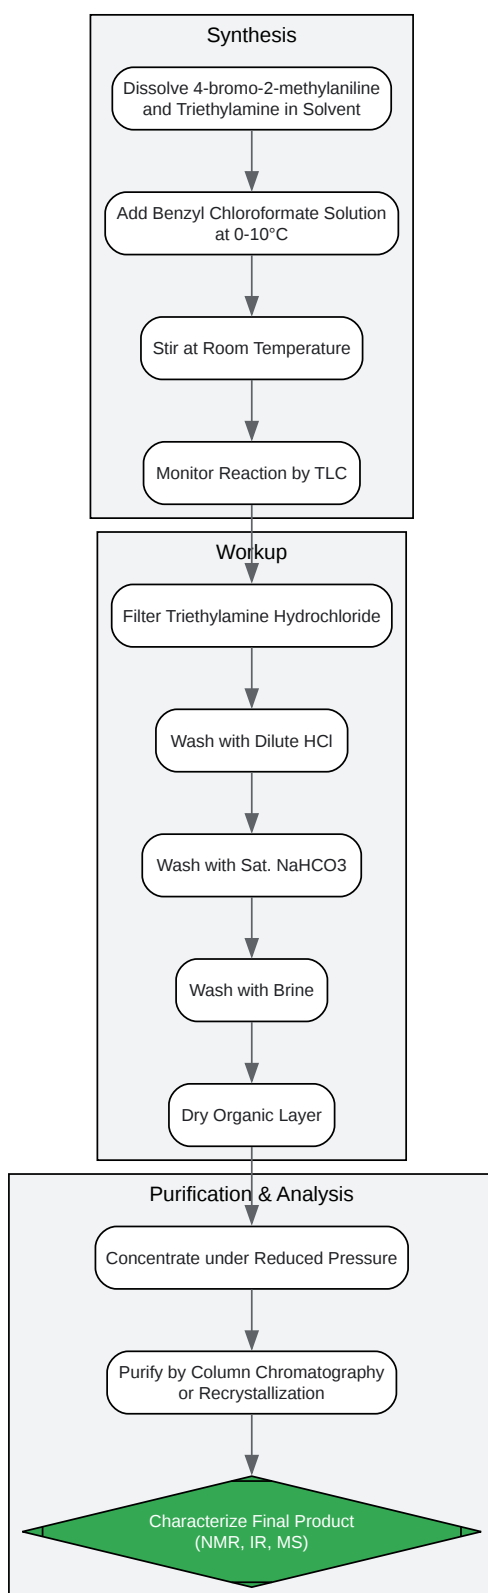 Synthesis
Dissolve 4-bromo-2-methylaniline
and Triethylamine in Solvent
Add Benzyl Chloroformate Solution
at 0-10°C
Stir at Room Temperature
Monitor Reaction by TLC
Workup
Filter Triethylamine Hydrochloride
Wash with Dilute HCl
Wash with Sat. NaHCO3
Wash with Brine
Dry Organic Layer
Purification & Analysis
Concentrate under Reduced Pressure
Purify by Column Chromatography
or Recrystallization
Characterize Final Product
(NMR, IR, MS)